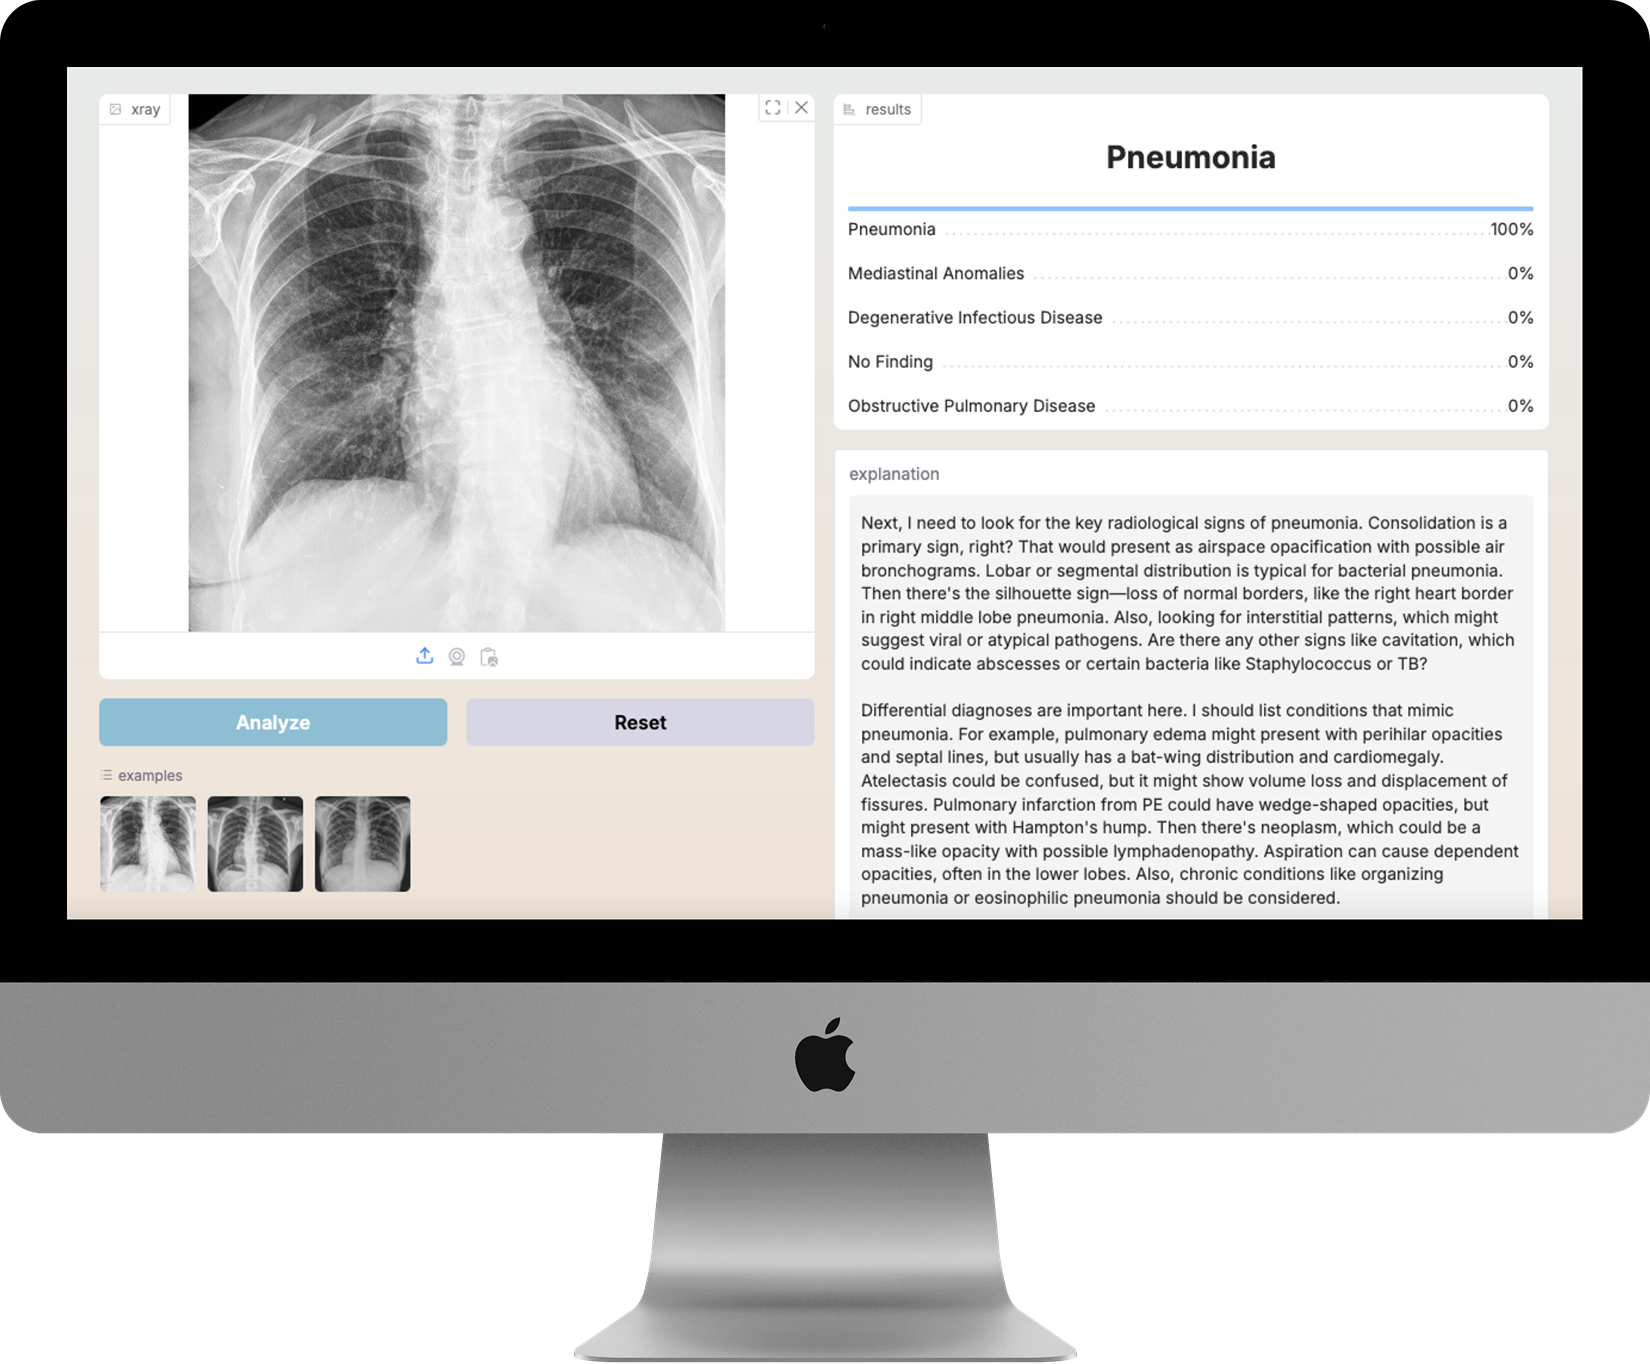 xray
results
Pneumonia
Pneumonia 100%
Mediastinal Anomalies 0%
Degenerative Infectious Disease 0%
No Finding 0%
Obstructive Pulmonary Disease 0%
explanation
Next, I need to look for the key radiological signs of pneumonia. Consolidation is a
primary sign, right? That would present as airspace opacification with possible air
bronchograms. Lobar or segmental distribution is typical for bacterial pneumonia.
Then there's the silhouette sign—loss of normal borders, like the right heart border
in right middle lobe pneumonia. Also, looking for interstitial patterns, which might
suggest viral or atypical pathogens. Are there any other signs like cavitation, which
could indicate abscesses or certain bacteria like Staphylococcus or TB?
Differential diagnoses are important here. I should list conditions that mimic
pneumonia. For example, pulmonary edema might present with perihilar opacities
and septal lines, but usually has a bat-wing distribution and cardiomegaly.
Atelectasis could be confused, but it might show volume loss and displacement of
fissures. Pulmonary infarction from PE could have wedge-shaped opacities, but
might present with Hampton's hump. Then there's neoplasm, which could be a
mass-like opacity with possible lymphadenopathy. Aspiration can cause dependent
opacities, often in the lower lobes. Also, chronic conditions like organizing
pneumonia or eosinophilic pneumonia should be considered.
Analyze
Reset
examples